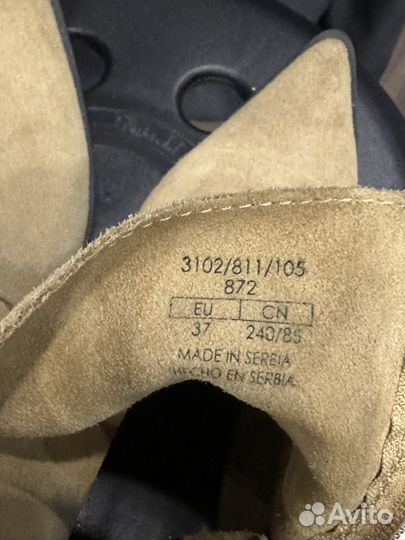 3102/811/105
872
EU CN
37 240/85
MADE IN SERBIA
HECHO EN SERBIA
Avito